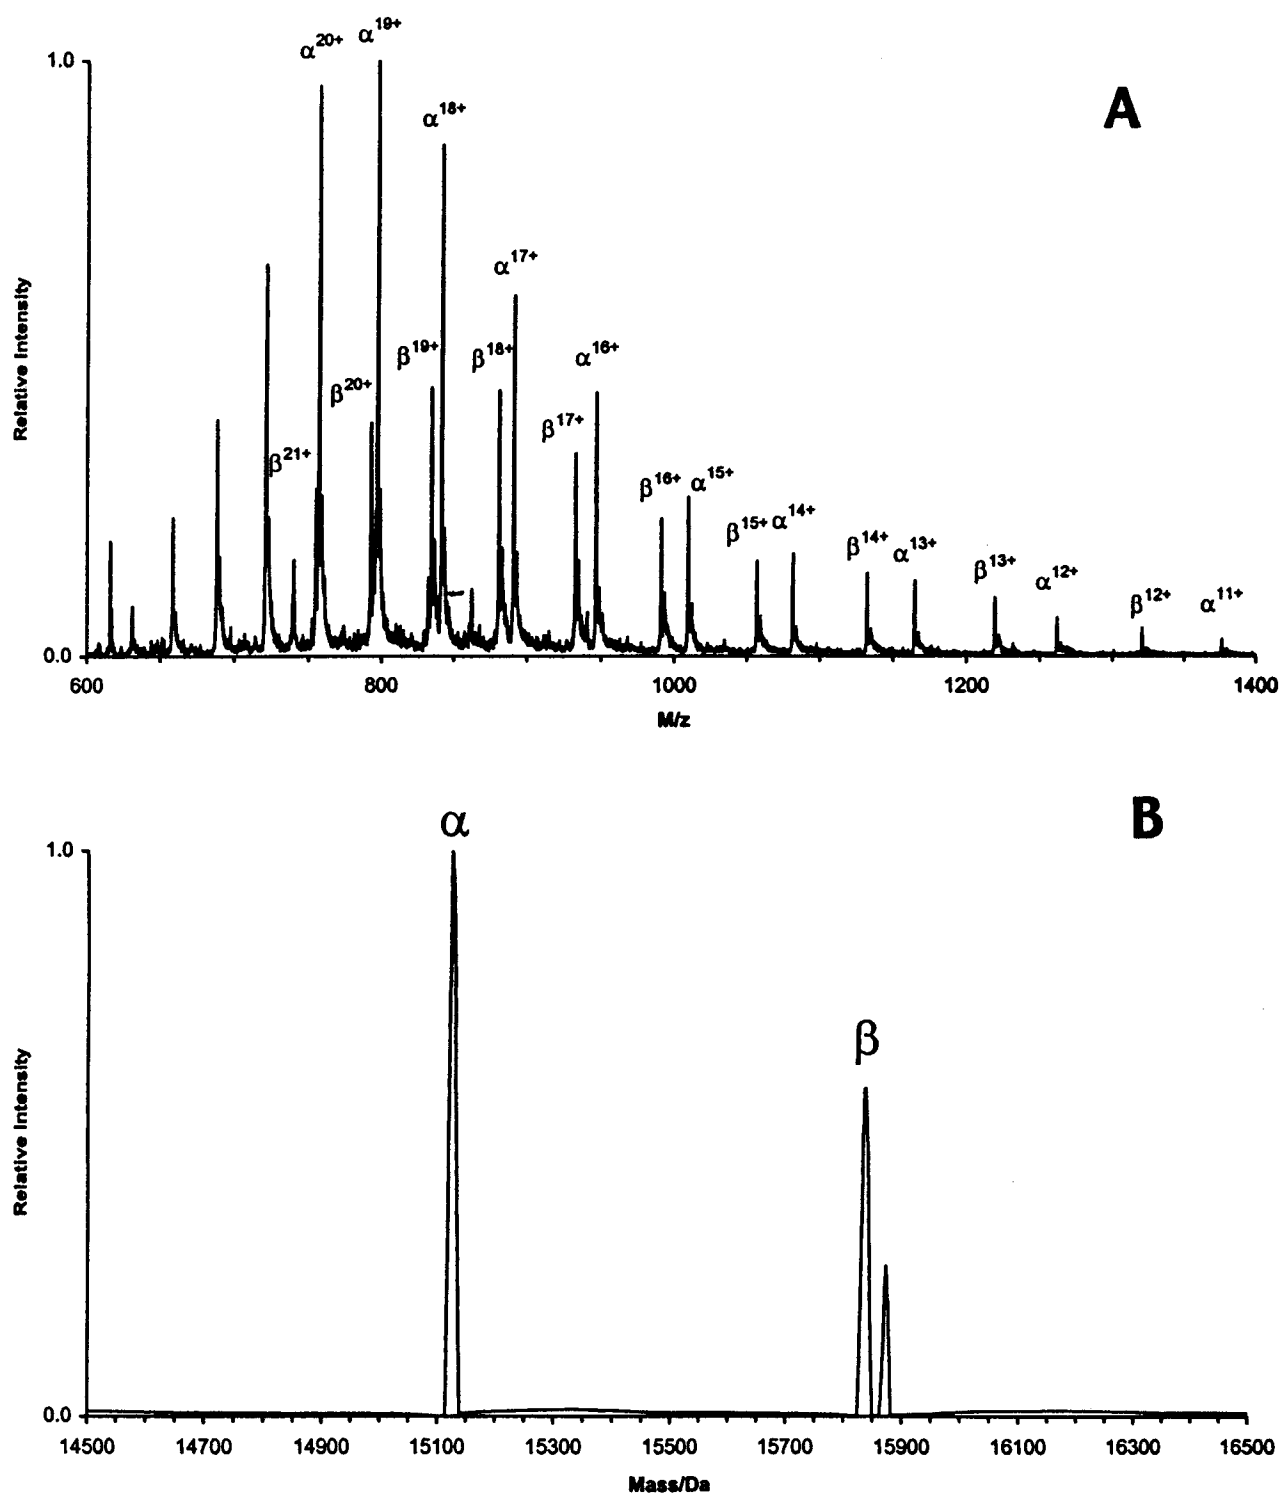 α20+ α19+
1.0
A
α18+
α17+
β19+ β18+ α16+
β20+
β17+
β21+
β16+ α15+
β15+ α14+
β14+ α13+
β13+ α12+
β12+ α11+
Relative Intensity
0.0
600 800 1000 1200 1400
M/z
B
α
1.0
β
Relative Intensity
0.0
14500 14700 14900 15100 15300 15500 15700 15900 16100 16300 16500
Mass/Da